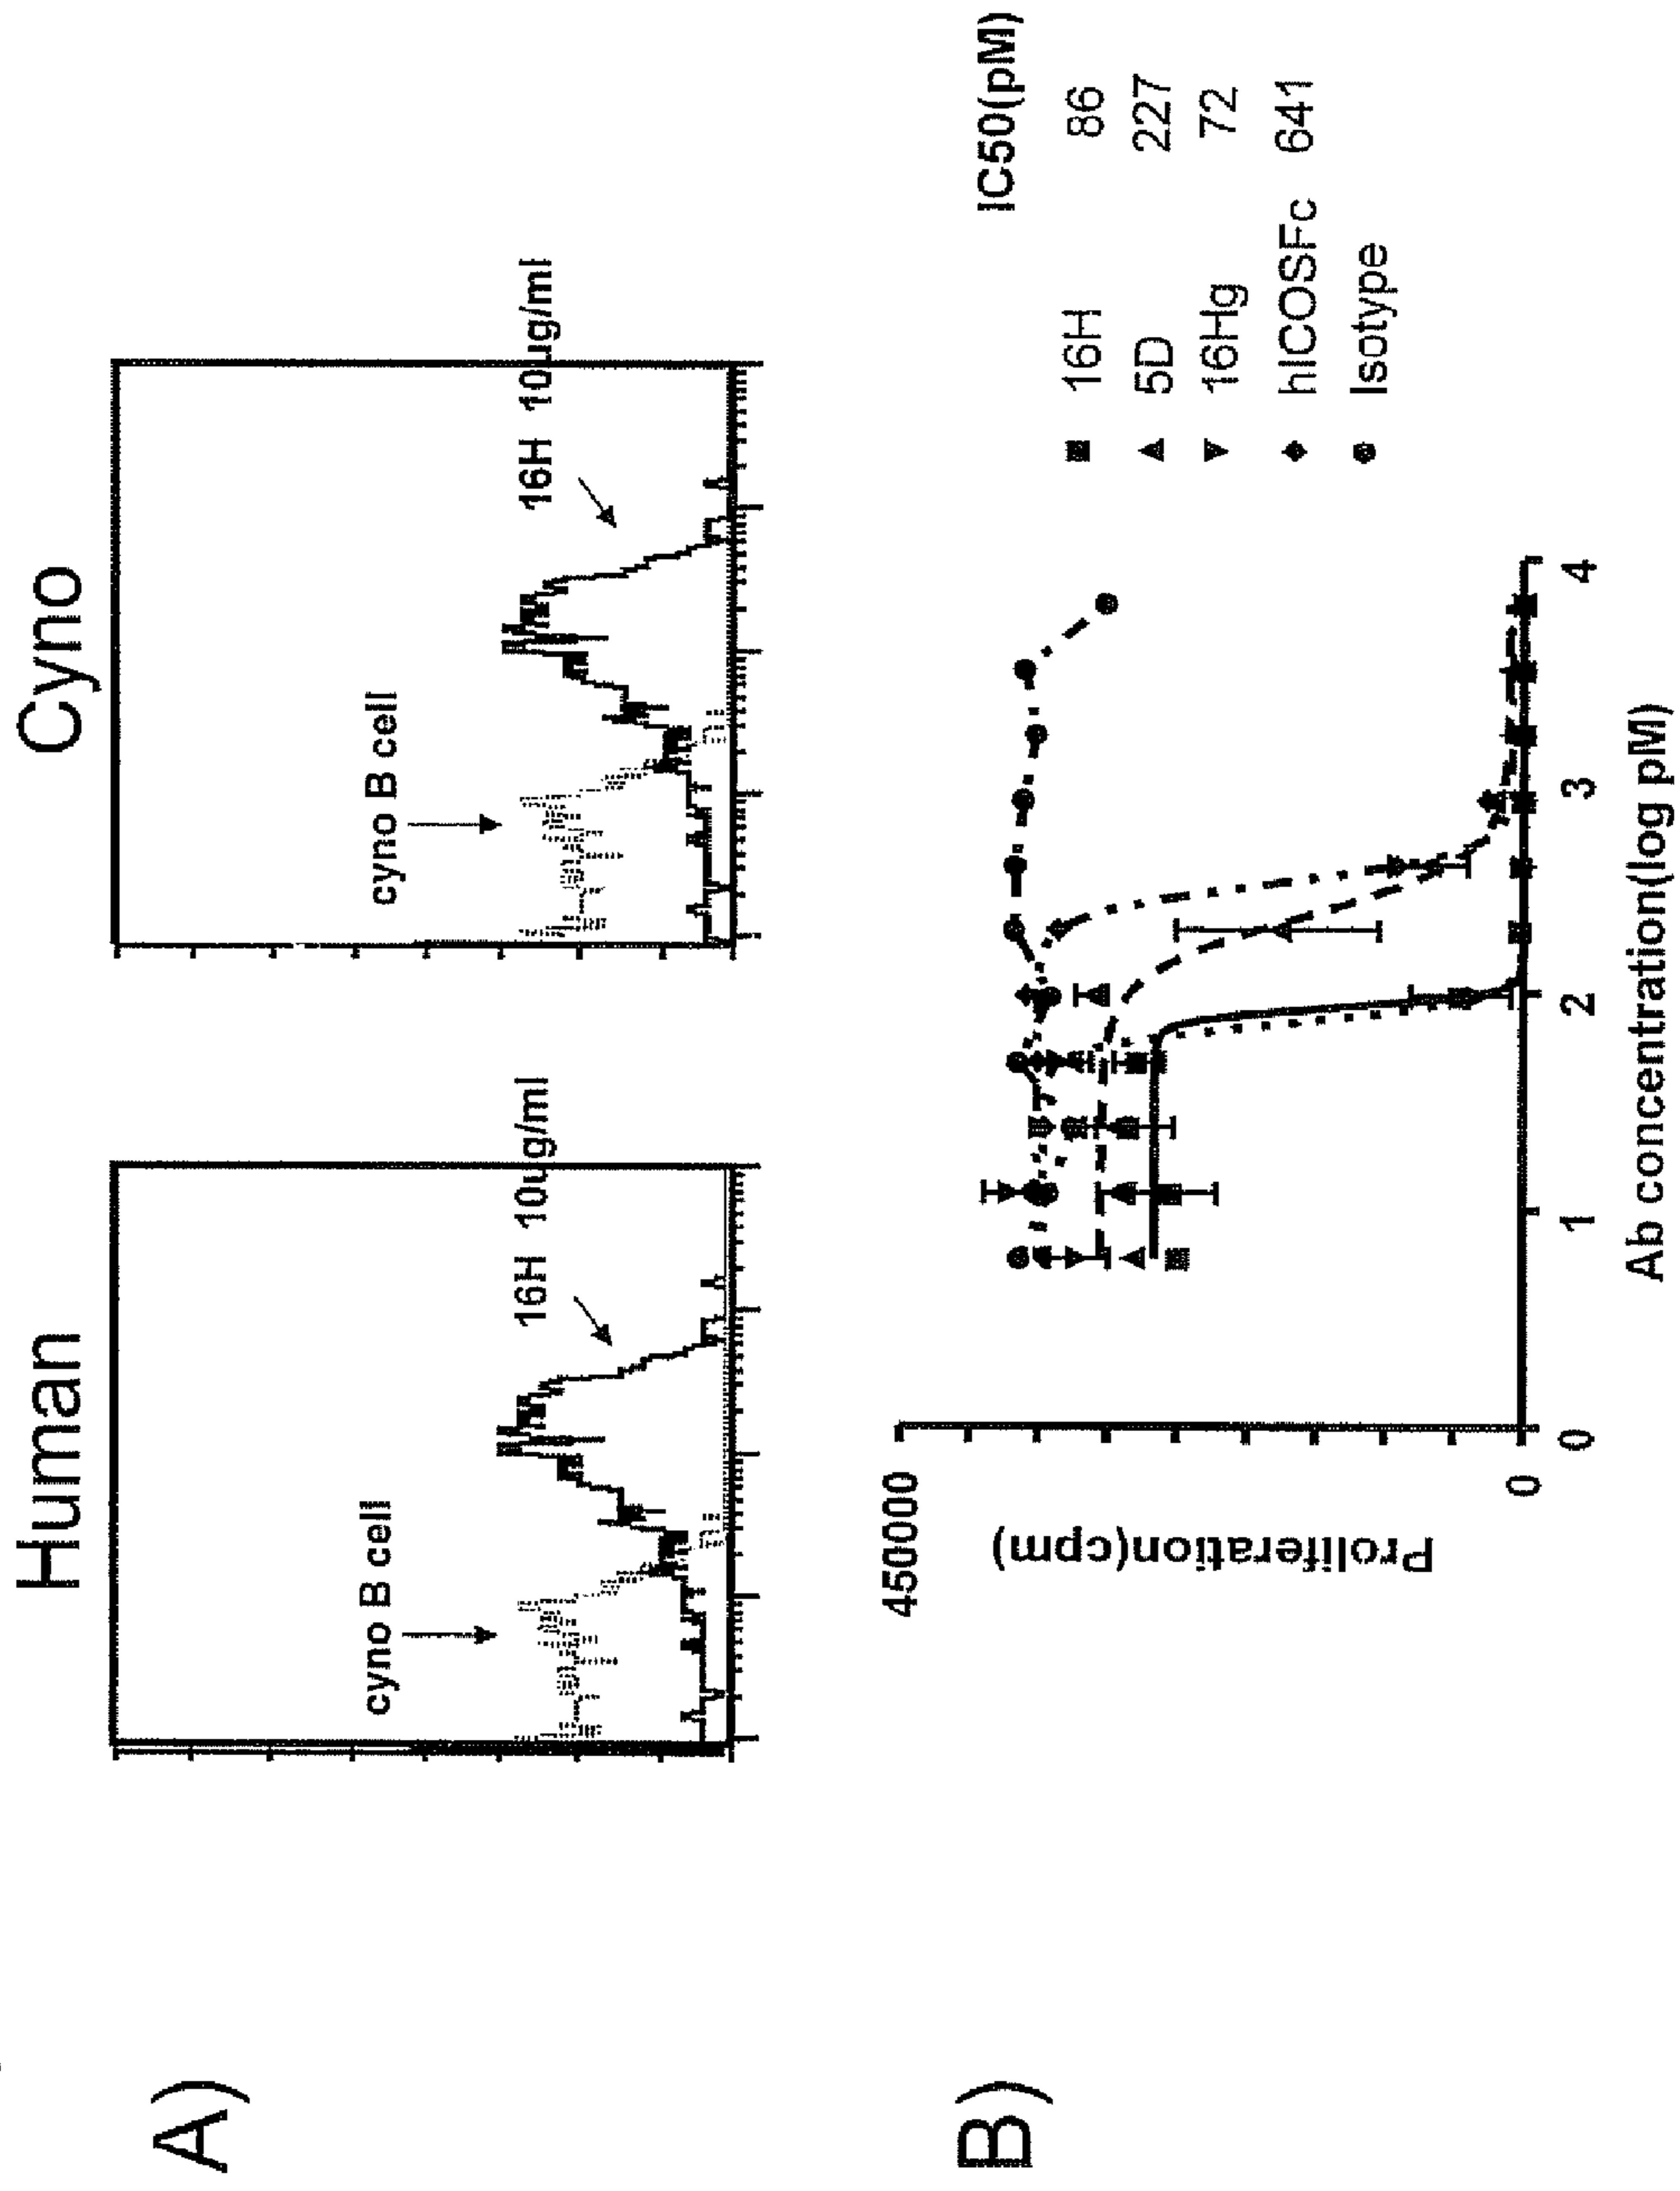 A)
Human
cyno B cell
16H 10ug/ml
Cyno
cyno B cell
16H 10ug/ml
B)
Proliferation(cpm)
450000
0
0 1 2 3 4
Ab concentration(log pM)
IC50(pM)
16H 86
5D 227
16Hg 72
hICOSFc 641
Isotype